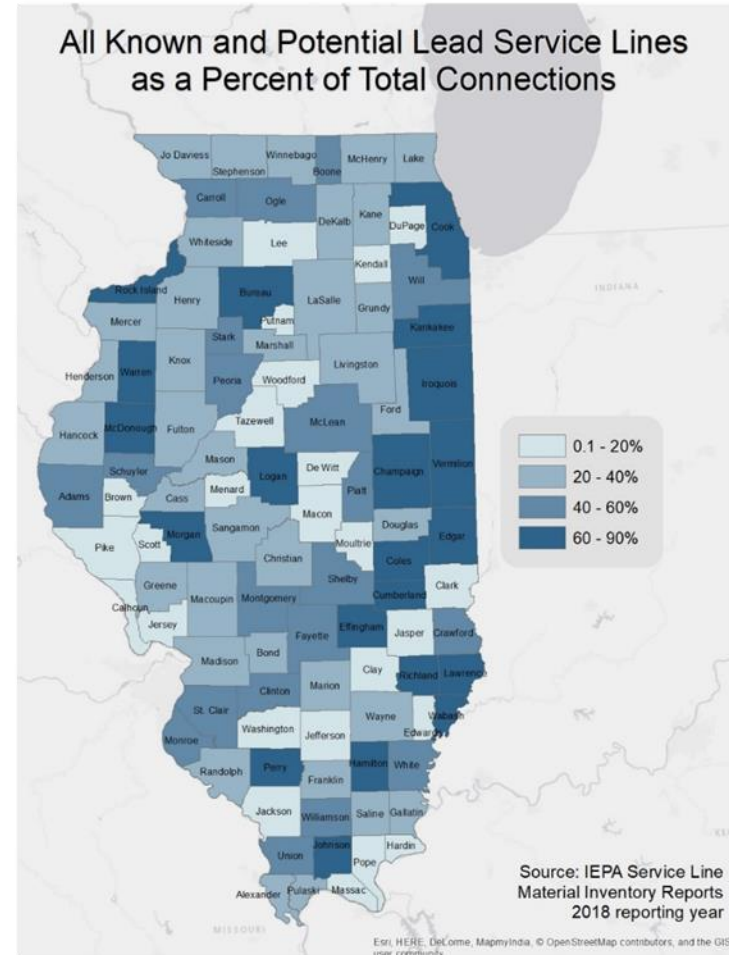 All Known and Potential Lead Service Lines
as a Percent of Total Connections
Jo Daviess
Stephenson
Winnebago
Boone
McHenry
Lake
Carroll
Ogle
DeKalb
Kane
DuPage
Cook
Whiteside
Lee
Kendall
Will
INDIANA
Rock Island
Henry
Bureau
Putnam
LaSalle
Grundy
Kankakee
Mercer
Stark
Marshall
Knox
Livingston
Iroquois
Henderson
Warren
Peoria
Woodford
Ford
Tazewell
McLean
Hancock
McDonough
Fulton
Mason
0.1 - 20%
20 - 40%
40 - 60%
60 - 90%
Schuyler
Logan
De Witt
Champaign
Vermilion
Adams
Brown
Cass
Menard
Piatt
Macon
Morgan
Sangamon
Douglas
Pike
Scott
Moultrie
Edgar
Christian
Coles
Greene
Shelby
Clark
Calhoun
Macoupin
Montgomery
Cumberland
Jersey
Fayette
Effingham
Jasper
Crawford
Madison
Bond
Clay
Richland
Lawrence
Clinton
Marion
St. Clair
Washington
Wayne
Wabash
Edwards
Monroe
Jefferson
Randolph
Perry
Hamilton
White
Franklin
Jackson
Williamson
Saline
Gallatin
Union
Johnson
Pope
Hardin
Alexander
Pulaski
Massac
MISSOURI
Source: IEPA Service Line
Material Inventory Reports
2018 reporting year
Esri, HERE, DeLorme, MapmyIndia, © OpenStreetMap contributors, and the GIS
user community